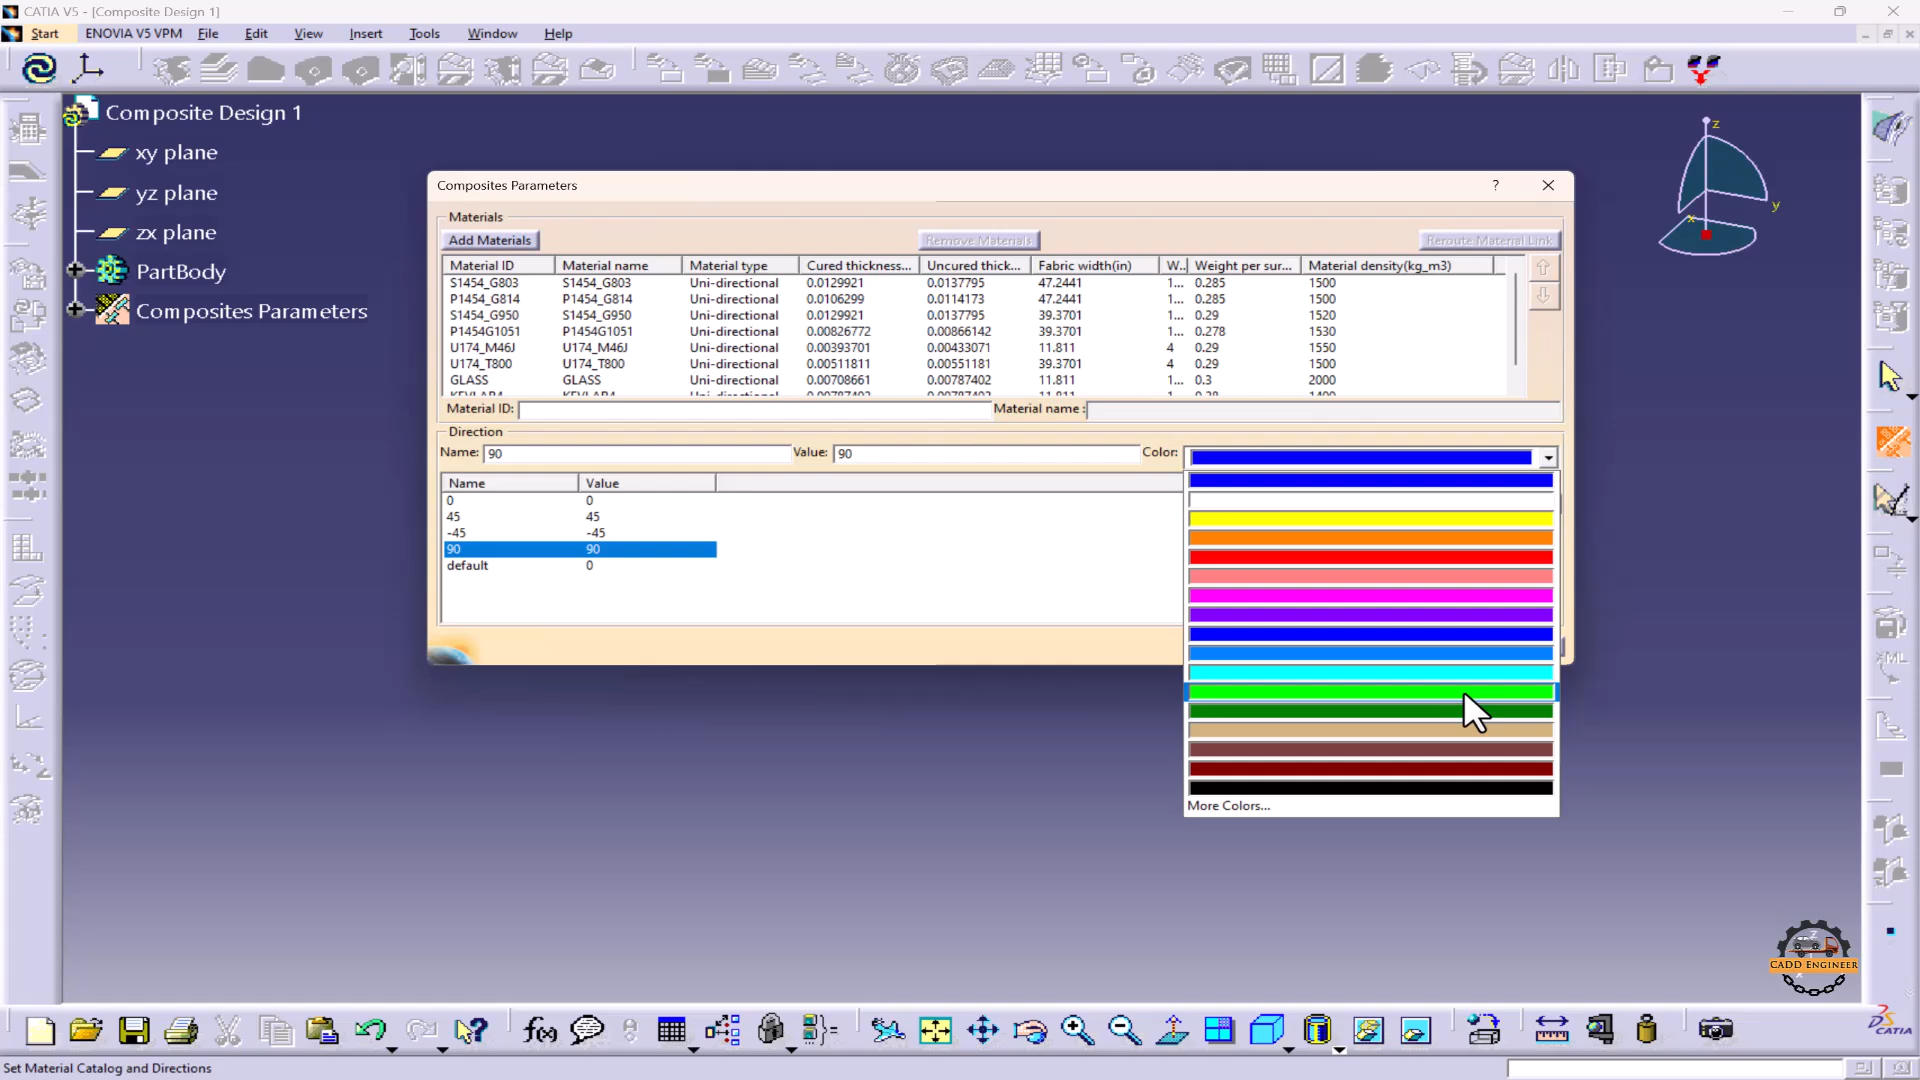 CATIA V5 - [Composite Design 1]
Start ENOVIA V5 VPM File Edit View Insert Tools Window Help
Composite Design 1
xy plane
yz plane
zx plane
PartBody
Composites Parameters
z
y
x
Composites Parameters ?
Materials
Add Materials Remove Materials Reroute Material Link
Material ID Material name Material type Cured thickness... Uncured thick... Fabric width(in) W.. Weight per sur... Material density(kg_m3)
S1454_G803 S1454_G803 Uni-directional 0.0129921 0.0137795 47.2441 1... 0.285 1500
P1454_G814 P1454_G814 Uni-directional 0.0106299 0.0114173 47.2441 1... 0.285 1500
S1454_G950 S1454_G950 Uni-directional 0.0129921 0.0137795 39.3701 1... 0.29 1520
P1454G1051 P1454G1051 Uni-directional 0.00826772 0.00866142 39.3701 1... 0.278 1530
U174_M46J U174_M46J Uni-directional 0.00393701 0.00433071 11.811 4 0.29 1550
U174_T800 U174_T800 Uni-directional 0.00511811 0.00551181 39.3701 4 0.29 1500
GLASS GLASS Uni-directional 0.00708661 0.00787402 11.811 1... 0.3 2000
Material ID: Material name :
Direction
Name: 90 Value: 90 Color:
Name Value
0 0
45 45
-45 -45
90 90
default 0
More Colors...
CADD ENGINEER
f(x)
XML
CATIA
Set Material Catalog and Directions